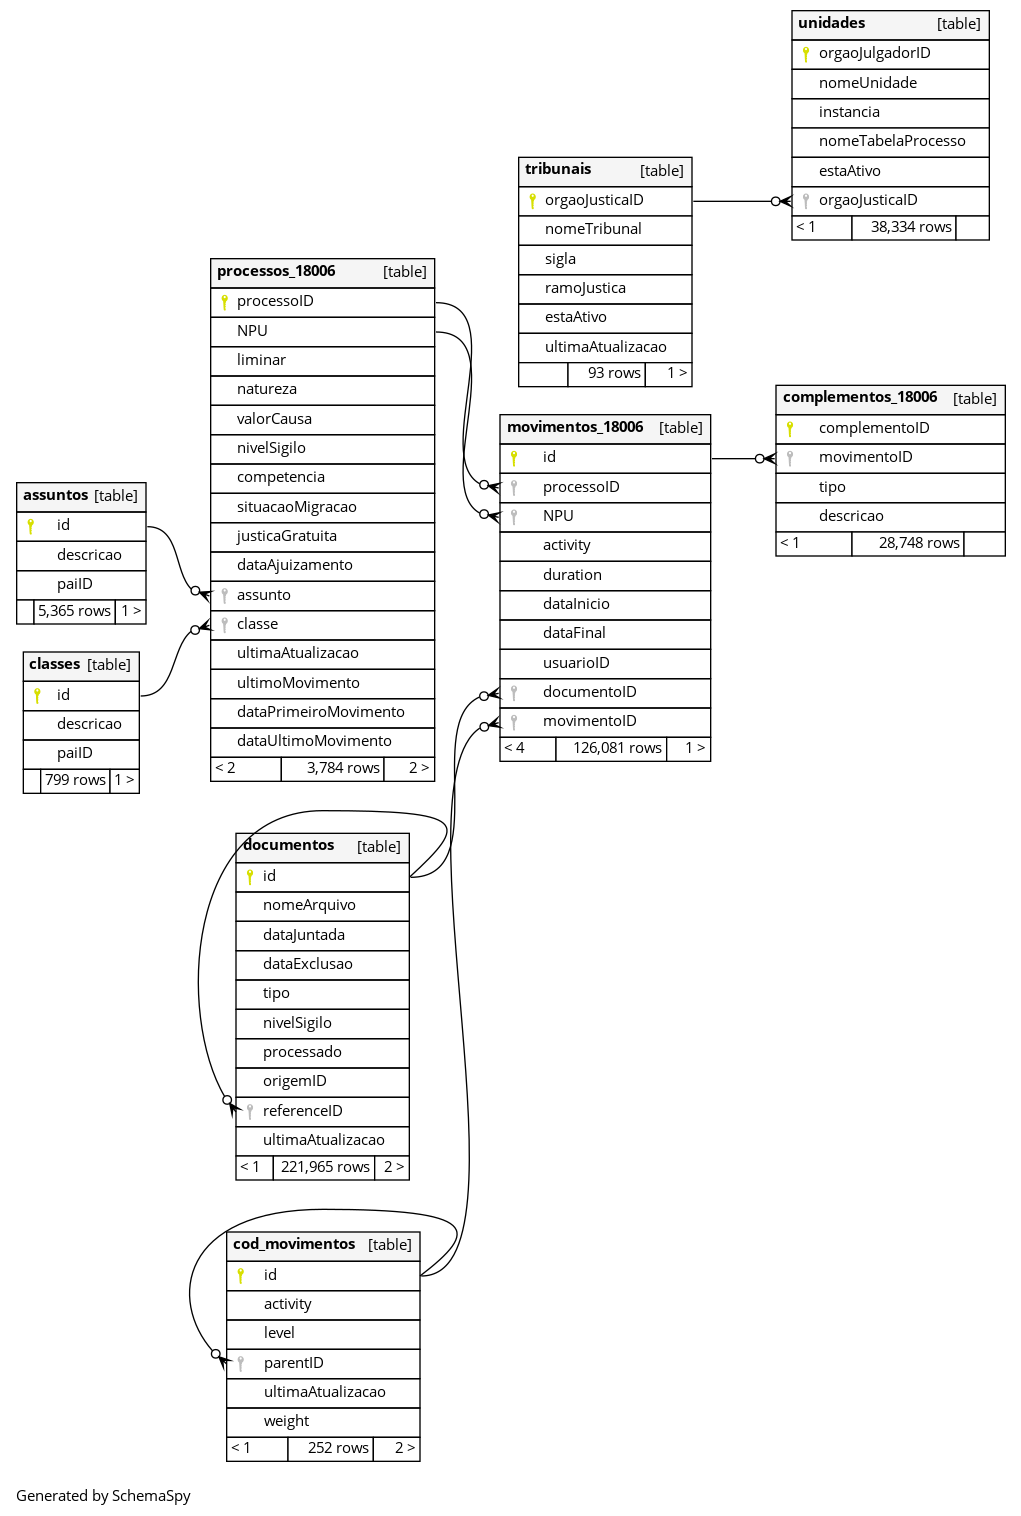 unidades [table]
orgaoJulgadorID
nomeUnidade
instancia
nomeTabelaProcesso
estaAtivo
orgaoJusticaID
< 1 38,334 rows
tribunais [table]
orgaoJusticaID
nomeTribunal
sigla
ramoJustica
estaAtivo
ultimaAtualizacao
93 rows 1 >
processos_18006 [table]
processoID
NPU
liminar
natureza
valorCausa
nivelSigilo
competencia
situacaoMigracao
justicaGratuita
dataAjuizamento
assunto
classe
ultimaAtualizacao
ultimoMovimento
dataPrimeiroMovimento
dataUltimoMovimento
< 2 3,784 rows 2 >
complementos_18006 [table]
complementoID
movimentoID
tipo
descricao
< 1 28,748 rows
movimentos_18006 [table]
id
processoID
NPU
activity
duration
dataInicio
dataFinal
usuarioID
documentoID
movimentoID
< 4 126,081 rows 1 >
assuntos [table]
id
descricao
paiID
5,365 rows 1 >
classes [table]
id
descricao
paiID
799 rows 1 >
documentos [table]
id
nomeArquivo
dataJuntada
dataExclusao
tipo
nivelSigilo
processado
origemID
referenceID
ultimaAtualizacao
< 1 221,965 rows 2 >
cod_movimentos [table]
id
activity
level
parentID
ultimaAtualizacao
weight
< 1 252 rows 2 >
Generated by SchemaSpy